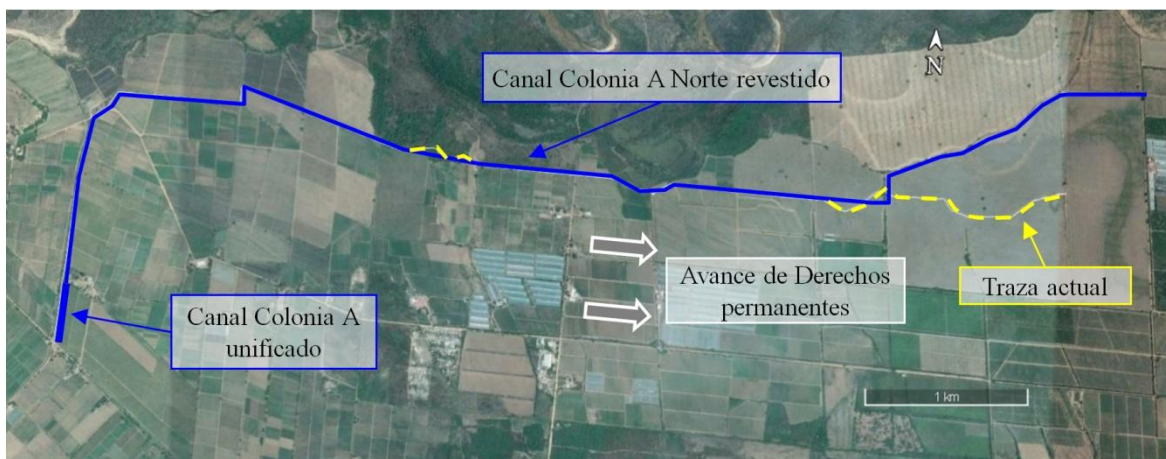 N
Canal Colonia A Norte revestido
Avance de Derechos
permanentes
Traza actual
Canal Colonia A
unificado
1 km